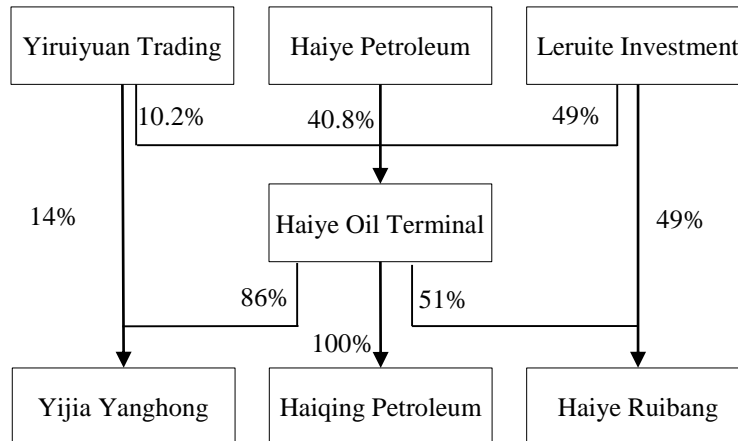 Yiruiyuan Trading
Haiye Petroleum
Leruite Investment
10.2%
40.8%
49%
Haiye Oil Terminal
14%
49%
86%
51%
100%
Yijia Yanghong
Haiqing Petroleum
Haiye Ruibang